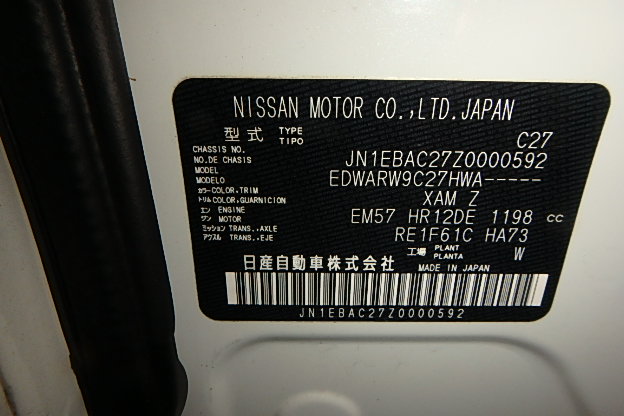 NISSAN MOTOR CO.,LTD.JAPAN
型式 TYPE TIPO C27
CHASSIS NO. NO.DE CHASIS JN1EBAC27Z0000592
MODEL MODELO EDWARW9C27HWA-----
カラー COLOR,TRIM トリム COLOR,GUARNICION XAM Z
エンジン ENGINE MOTOR EM57 HR12DE 1198 cc
ミッション TRANS.,AXLE アクスル TRANS.,EJE RE1F61C HA73
工場 PLANT PLANTA W
日産自動車株式会社 MADE IN JAPAN
JN1EBAC27Z0000592